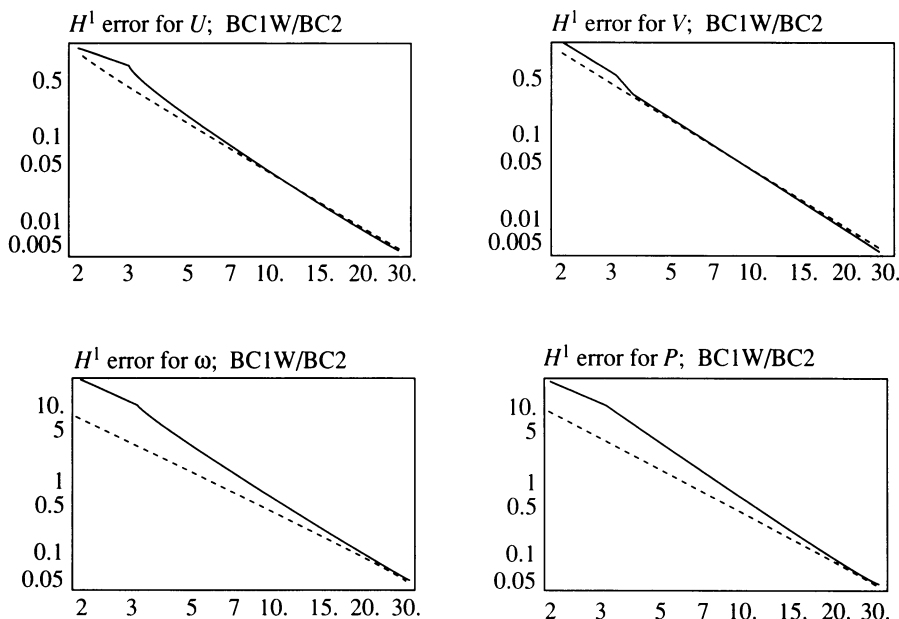 H¹ error for U; BC1W/BC2
0.5
0.1
0.05
0.01
0.005
2 3 5 7 10. 15. 20. 30.
H¹ error for V; BC1W/BC2
0.5
0.1
0.05
0.01
0.005
2 3 5 7 10. 15. 20. 30.
H¹ error for ω; BC1W/BC2
10.
5
1
0.5
0.1
0.05
2 3 5 7 10. 15. 20. 30.
H¹ error for P; BC1W/BC2
10.
5
1
0.5
0.1
0.05
2 3 5 7 10. 15. 20. 30.